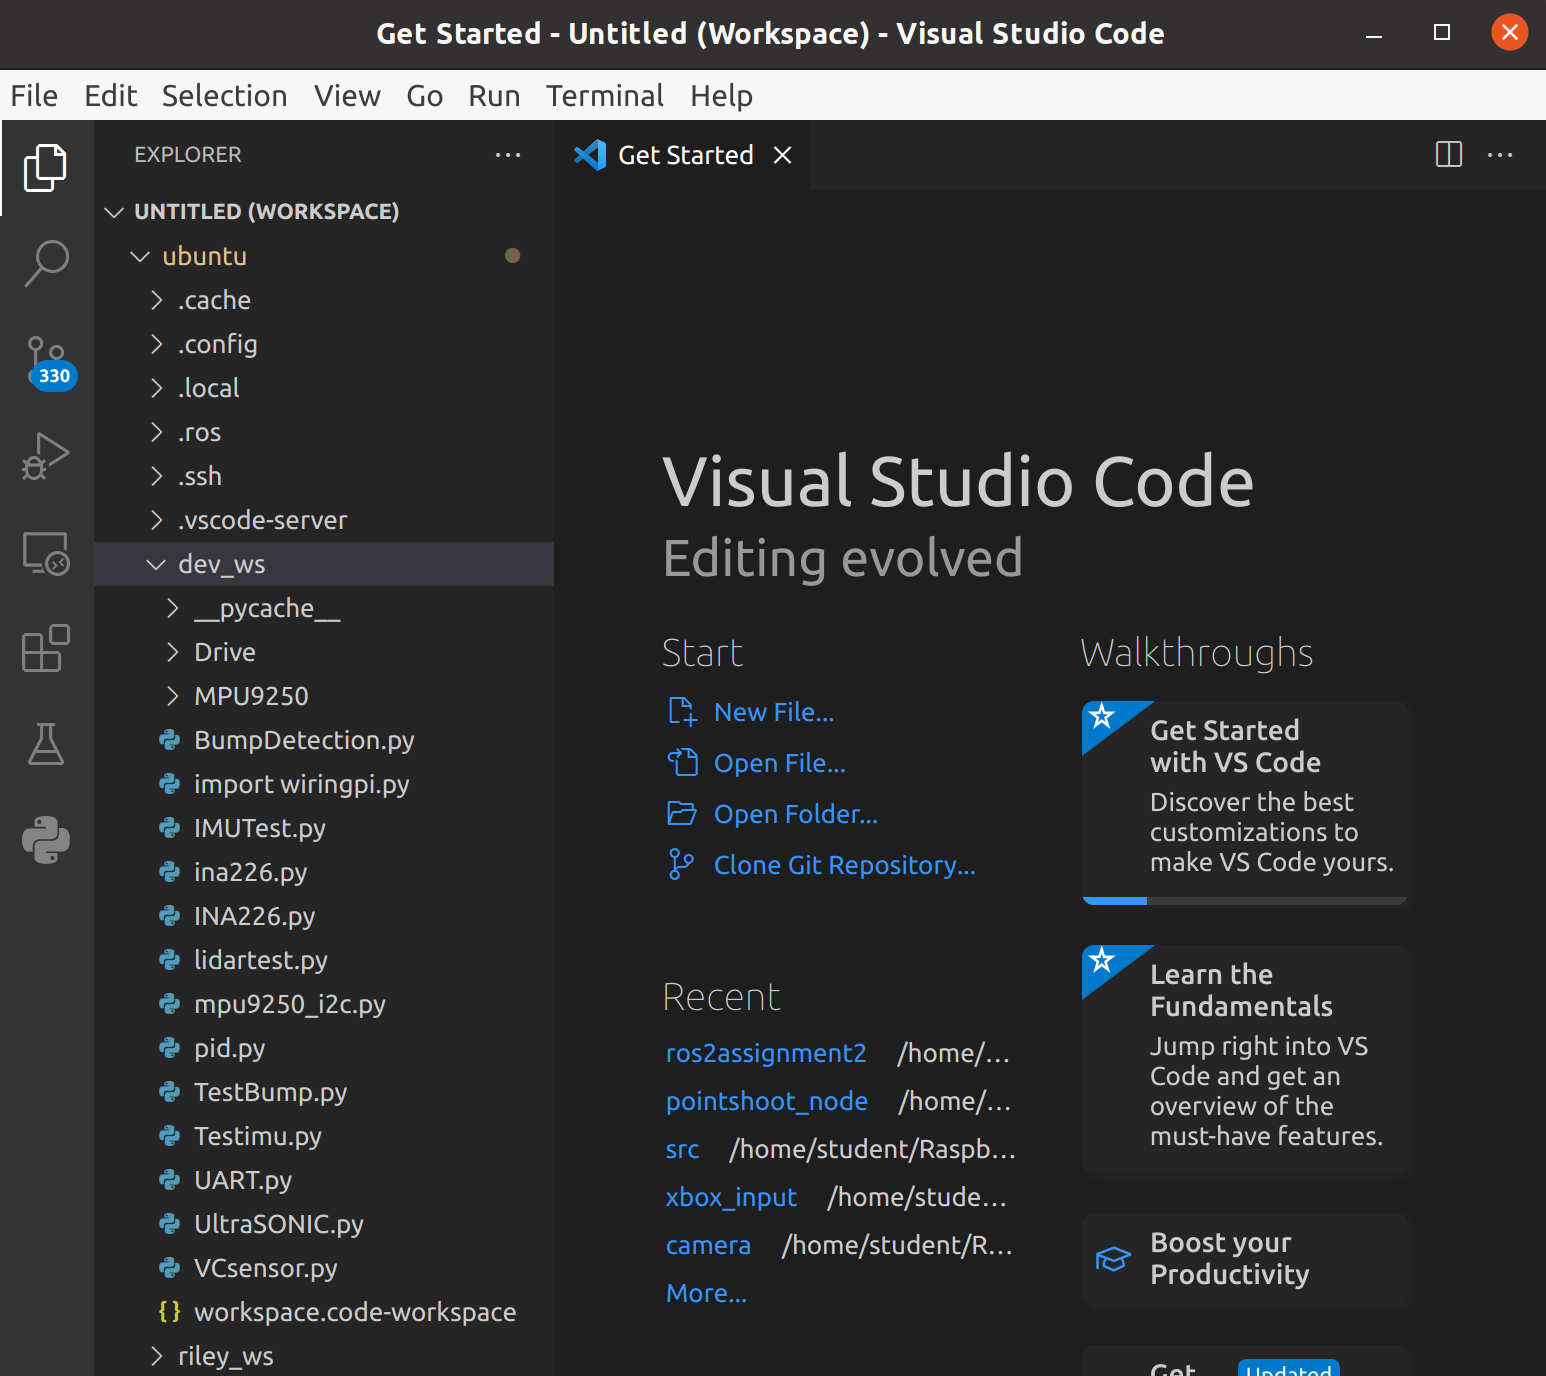 Get Started - Untitled (Workspace) - Visual Studio Code
File Edit Selection View Go Run Terminal Help
EXPLORER
Get Started
UNTITLED (WORKSPACE)
ubuntu
.cache
.config
.local
.ros
.ssh
.vscode-server
dev_ws
__pycache__
Drive
MPU9250
BumpDetection.py
import wiringpi.py
IMUTest.py
ina226.py
INA226.py
lidartest.py
mpu9250_i2c.py
pid.py
TestBump.py
Testimu.py
UART.py
UltraSONIC.py
VCsensor.py
workspace.code-workspace
riley_ws
330
Visual Studio Code
Editing evolved
Start
New File...
Open File...
Open Folder...
Clone Git Repository...
Recent
ros2assignment2 /home/...
pointshoot_node /home/...
src /home/student/Raspb...
xbox_input /home/stude...
camera /home/student/R...
More...
Walkthroughs
Get Started
with VS Code
Discover the best
customizations to
make VS Code yours.
Learn the
Fundamentals
Jump right into VS
Code and get an
overview of the
must-have features.
Boost your
Productivity
Get Updated